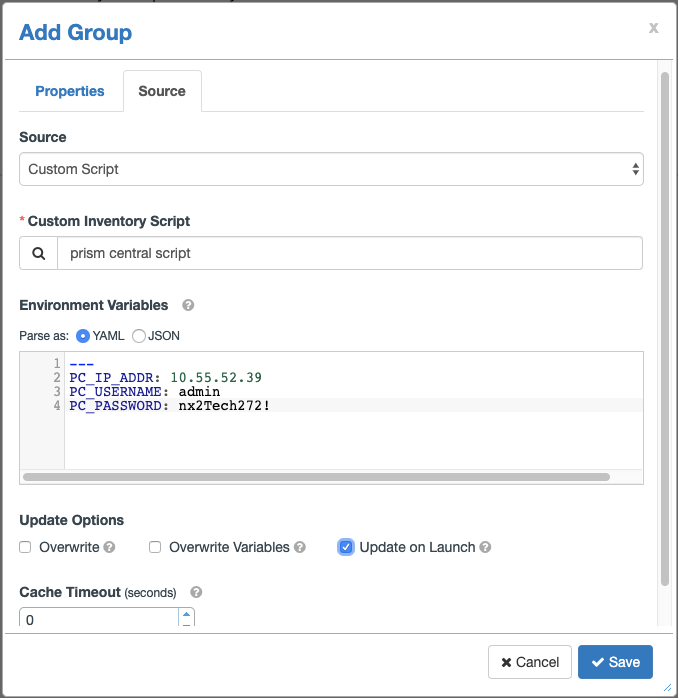 Add Group
x
Properties
Source
Source
Custom Script
* Custom Inventory Script
prism central script
Environment Variables ?
Parse as: YAML JSON
1 ---
2 PC_IP_ADDR: 10.55.52.39
3 PC_USERNAME: admin
4 PC_PASSWORD: nx2Tech272!
Update Options
Overwrite ? Overwrite Variables ? Update on Launch ?
Cache Timeout (seconds) ?
0
Cancel Save